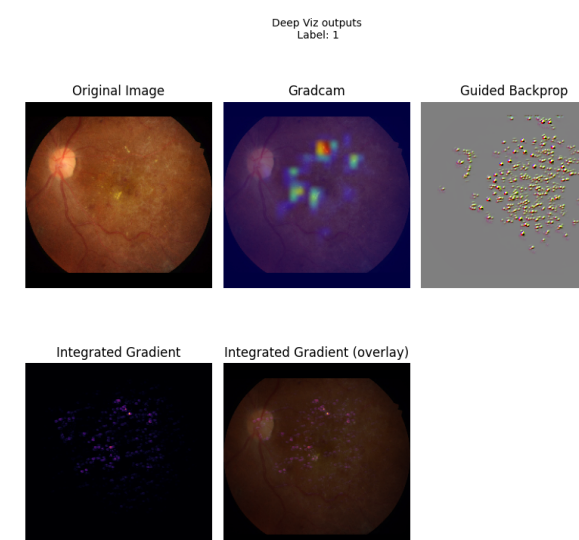 Deep Viz outputs
Label: 1
Original Image
Gradcam
Guided Backprop
Integrated Gradient
Integrated Gradient (overlay)